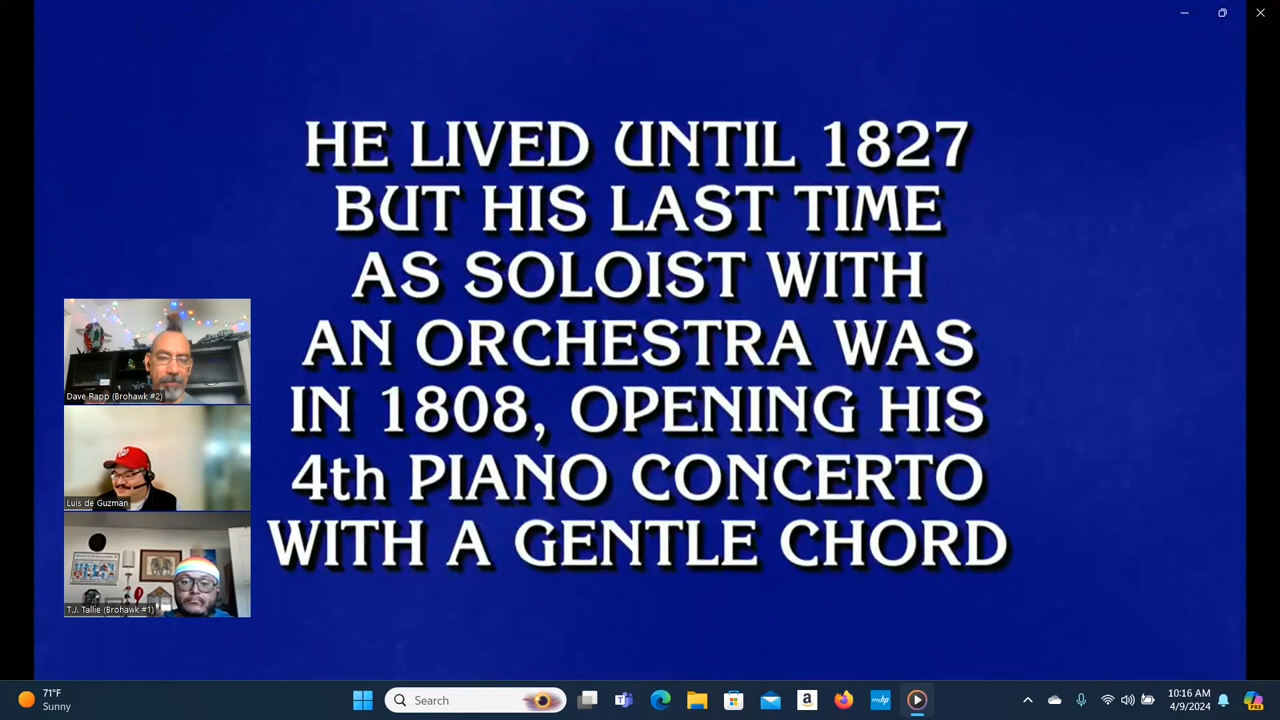 HE LIVED UNTIL 1827
BUT HIS LAST TIME
AS SOLOIST WITH
AN ORCHESTRA WAS
IN 1808, OPENING HIS
4th PIANO CONCERTO
WITH A GENTLE CHORD
Dave Rapp (Brohawk #2)
Luis de Guzman
T.J. Tallie (Brohawk #1)
71°F
Sunny
Search
a
myhp
10:16 AM
4/9/2024
PRE